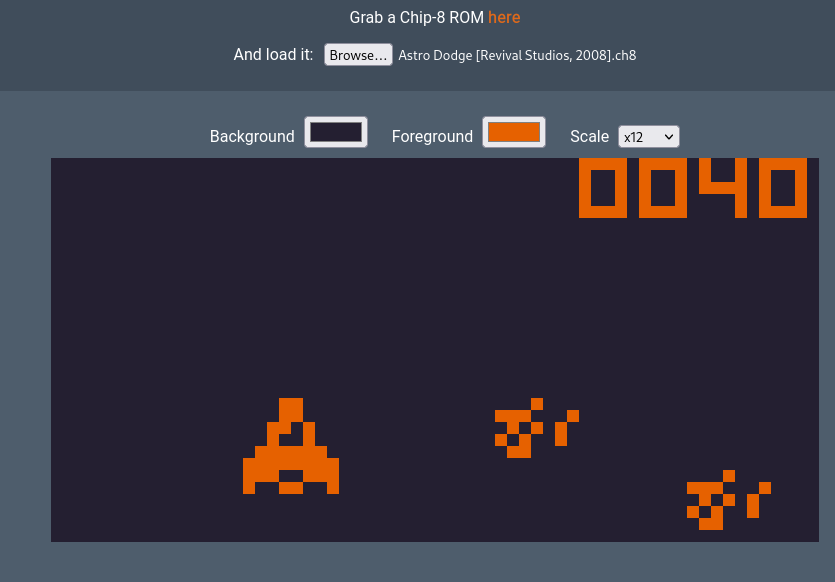 Grab a Chip-8 ROM here
And load it: Browse... Astro Dodge [Revival Studios, 2008].ch8
Background Foreground Scale x12
0040